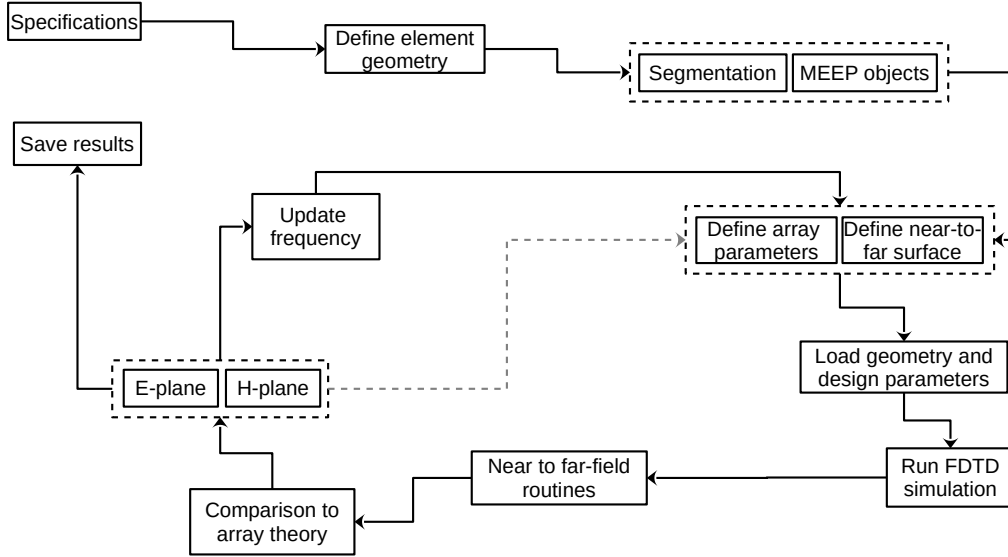 Specifications
Define element
geometry
Segmentation
MEEP objects
Save results
Update
frequency
Define array
parameters
Define near-to-
far surface
Load geometry and
design parameters
E-plane
H-plane
Near to far-field
routines
Run FDTD
simulation
Comparison to
array theory